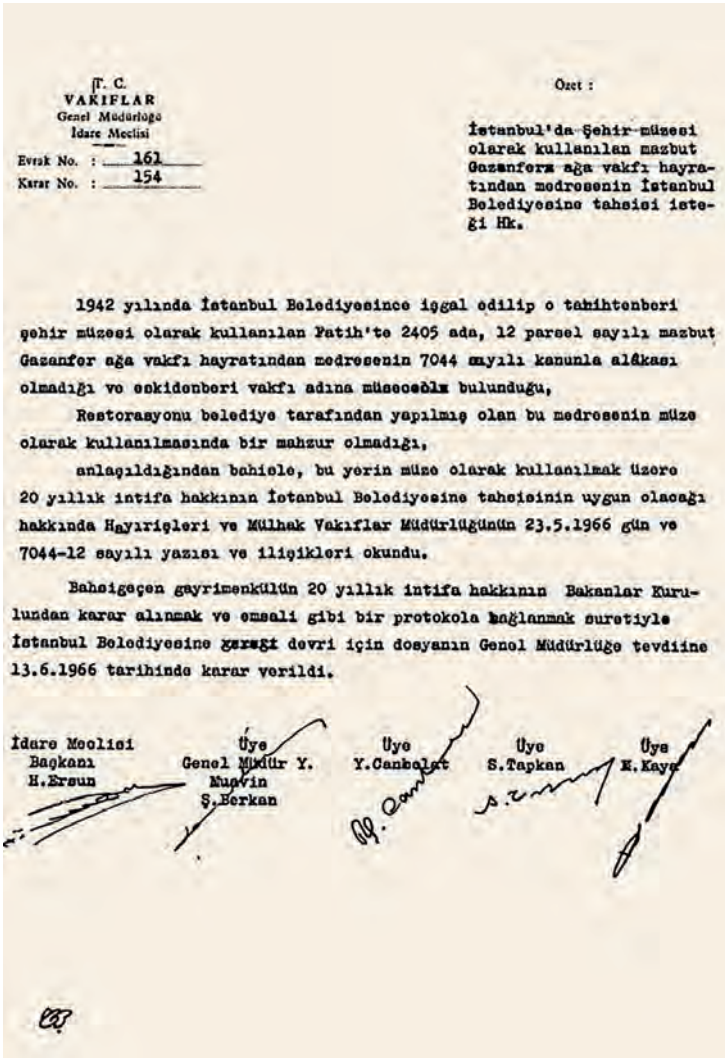 T. C.
VAKIFLAR
Genel Müdürlüğü
İdare Meclisi
Evrak No. : 161
Karar No. : 154
Özet :
İstanbul'da Şehir müzesi
olarak kullanılan mazbut
Gazanfera ağa vakfı hayra-
tından medresenin İstanbul
Belediyesine tahsisi iste-
ği Hk.
1942 yılında İstanbul Belediyesince işgal edilip o tahihtenberi
şehir müzesi olarak kullanılan Fatih'te 2405 ada, 12 parsel sayılı mazbut
Gazanfer ağa vakfı hayratından medresenin 7044 sayılı kanunla alâkası
olmadığı ve eskidenberi vakfı adına bulunduğu,
Restorasyonu belediye tarafından yapılmış olan bu medresenin müze
olarak kullanılmasında bir mahzur olmadığı,
anlaşıldığından bahisle, bu yerin müze olarak kullanılmak üzere
20 yıllık intifa hakkının İstanbul Belediyesine tahsisinin uygun olacağı
hakkında Hayırişleri ve Mülhak Vakıflar Müdürlüğünün 23.5.1966 gün ve
7044-12 sayılı yazısı ve ilişikleri okundu.
Bahsigeçen gayrimenkülün 20 yıllık intifa hakkının Bakanlar Kuru-
lundan karar alınmak ve emsali gibi bir protokola bağlanmak suretiyle
İstanbul Belediyesine devri için dosyanın Genel Müdürlüğe tevdiine
13.6.1966 tarihinde karar verildi.
İdare Meclisi
Başkanı
H.Ersun
Üye
Genel Müdür Y.
Muavin
Ş.Berkan
Üye
Y.Canbolat
Üye
S.Tapkan
Üye
M.Kaya